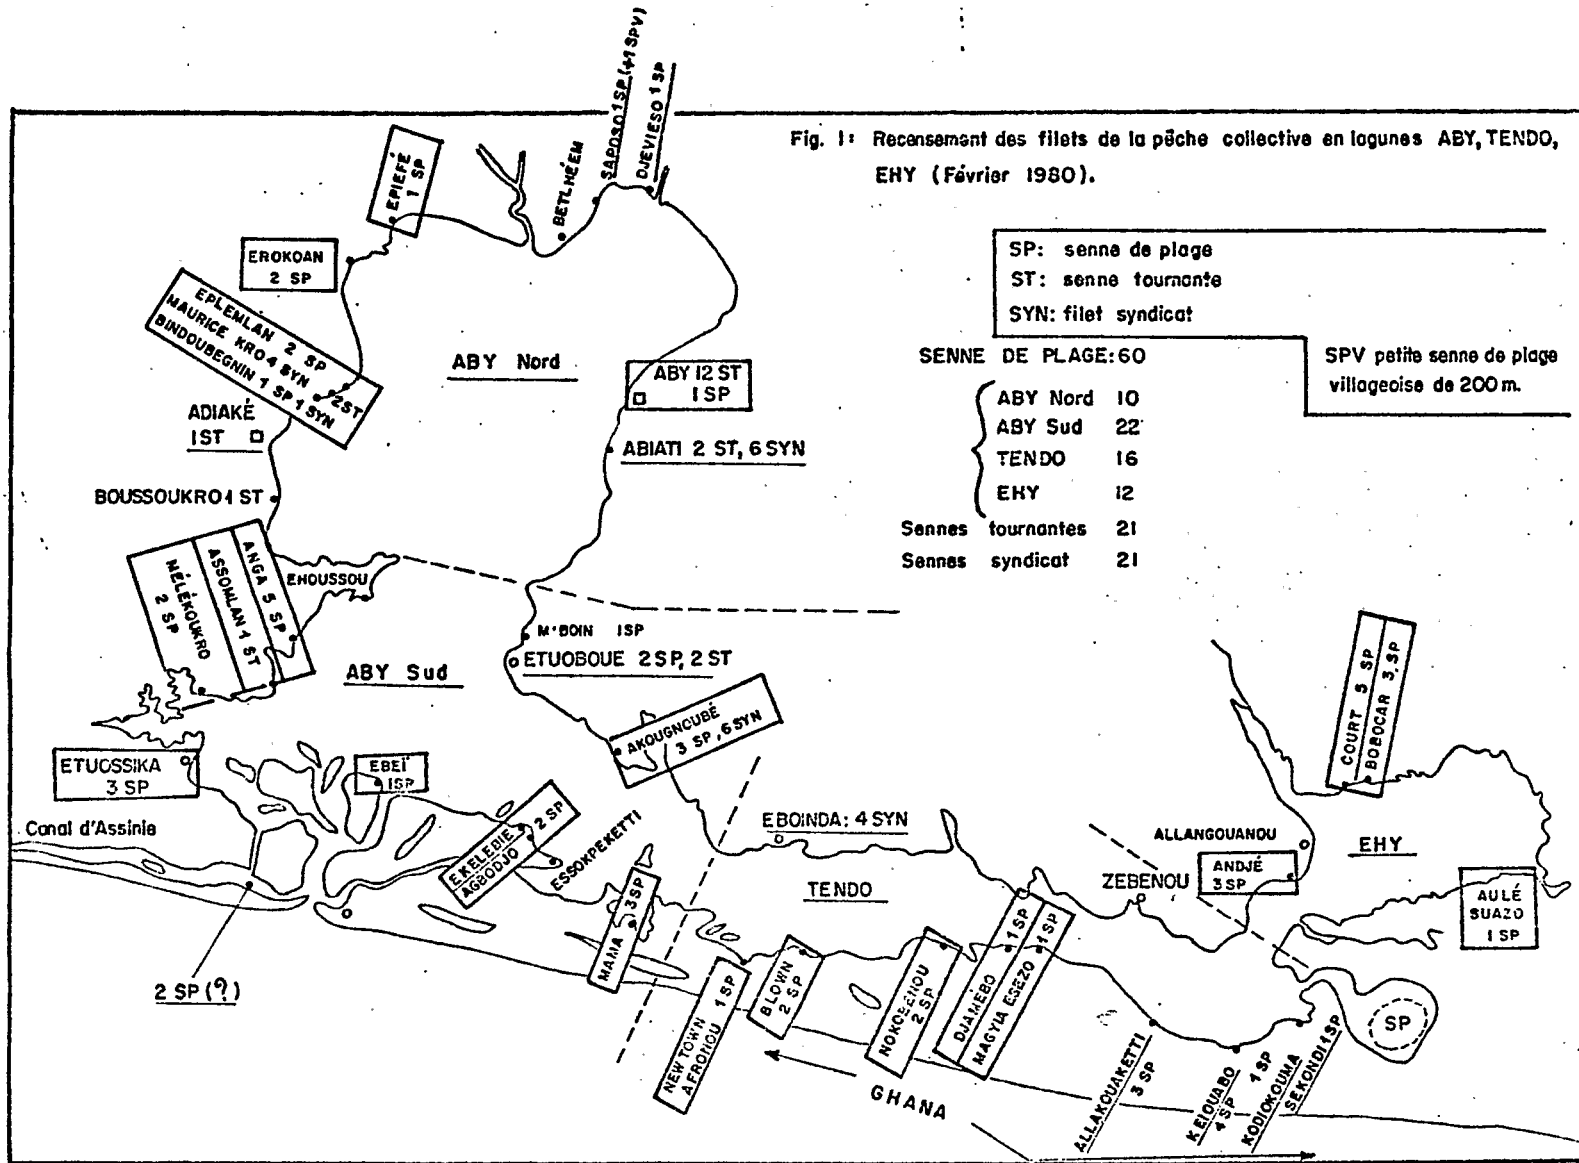 Fig. 1: Recensement des filets de la pêche collective en lagunes ABY, TENDO,
EHY (Février 1980).
SP: senne de plage
ST: senne tournante
SYN: filet syndicat
SPV petite senne de plage
villageoise de 200 m.
SENNE DE PLAGE: 60
ABY Nord 10
ABY Sud 22
TENDO 16
EHY 12
Sennes tournantes 21
Sennes syndicat 21
SAPOSO 1 SP (+1 SPV)
DJEVIESO 1 SP
BETLHÉEM
EPIEFÉ
1 SP
EROKOAN
2 SP
EPLEMLAN 2 SP
MAURICE KRO 4 SYN
BINDOUBEGNIN 1 SP 1 SYN
2ST
ABY Nord
ABY 12 ST
1 SP
ADIAKÉ
1 ST
ABIATI 2 ST, 6 SYN
BOUSSOUKRO 1 ST
ANGA 5 SP
ASSOMLAN 1 ST
MÉLÉKOUKRO
2 SP
EHOUSSOU
M'BOIN 1SP
ETUOBOUE 2 SP, 2 ST
ABY Sud
AKOUGNOUBÉ
3 SP, 6 SYN
ETUOSSIKA
3 SP
EBEÏ
1SP
Canal d'Assinie
EKELEBIE
AGBODJO 2 SP
ESSOKPEKETTI
MAMA 3 SP
2 SP (?)
EBOINDA: 4 SYN
TENDO
COURT 5 SP
BOBOCAR 3 SP
ALLANGOUANOU
EHY
ZEBENOU
ANDJÉ
3 SP
AULÉ
SUAZO
1 SP
NEW TOWN
AFRONOU 1 SP
BLOWN
2 SP
NOKOBENOU
2 SP
DJAMEBO 1 SP
MAGYIA ESEZO 1 SP
SP
GHANA
ALLAKOUAKETTI
3 SP
KEIOUABO
4 SP
KODIOKOUMA 1 SP
SEKONDI 1 SP